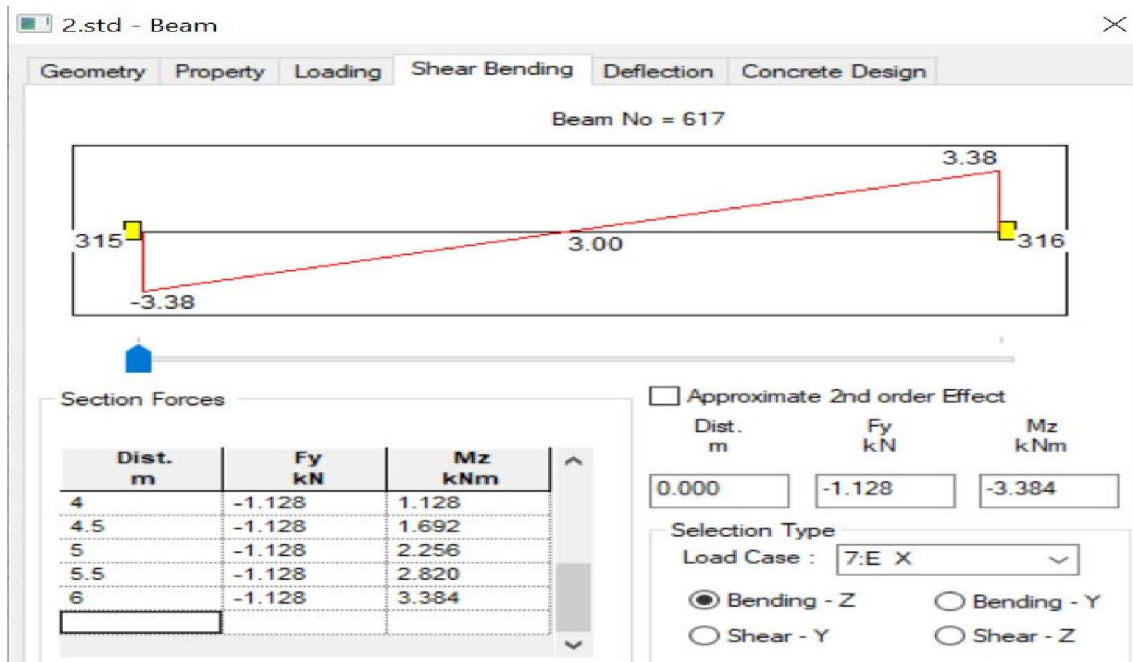 2.std - Beam
Geometry Property Loading Shear Bending Deflection Concrete Design
Beam No = 617
3.38
315 3.00 316
-3.38
Section Forces
Dist. m Fy kN Mz kNm
4 -1.128 1.128
4.5 -1.128 1.692
5 -1.128 2.256
5.5 -1.128 2.820
6 -1.128 3.384
Approximate 2nd order Effect
Dist. m Fy kN Mz kNm
0.000 -1.128 -3.384
Selection Type
Load Case : 7:E X
Bending - Z Bending - Y
Shear - Y Shear - Z